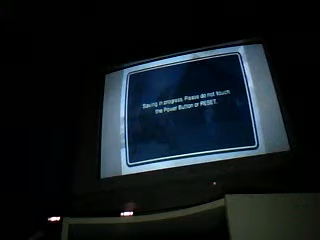 Saving in progress. Please do not touch
the Power Button or RESET.